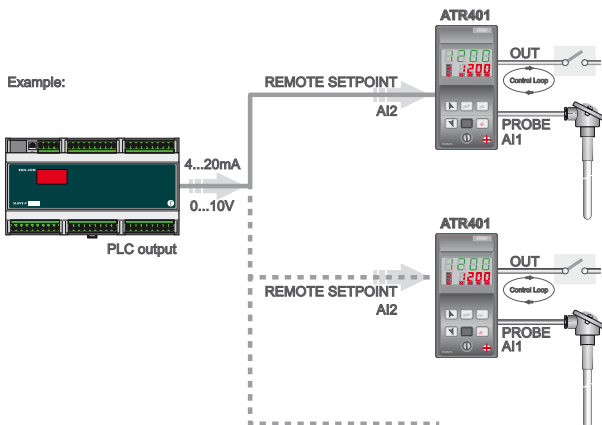 ATR401
Example:
1200
1200
OUT
Control Loop
REMOTE SETPOINT
AI2
PROBE
AI1
4...20mA
0...10V
PLC output
ATR401
1200
1200
OUT
Control Loop
REMOTE SETPOINT
AI2
PROBE
AI1